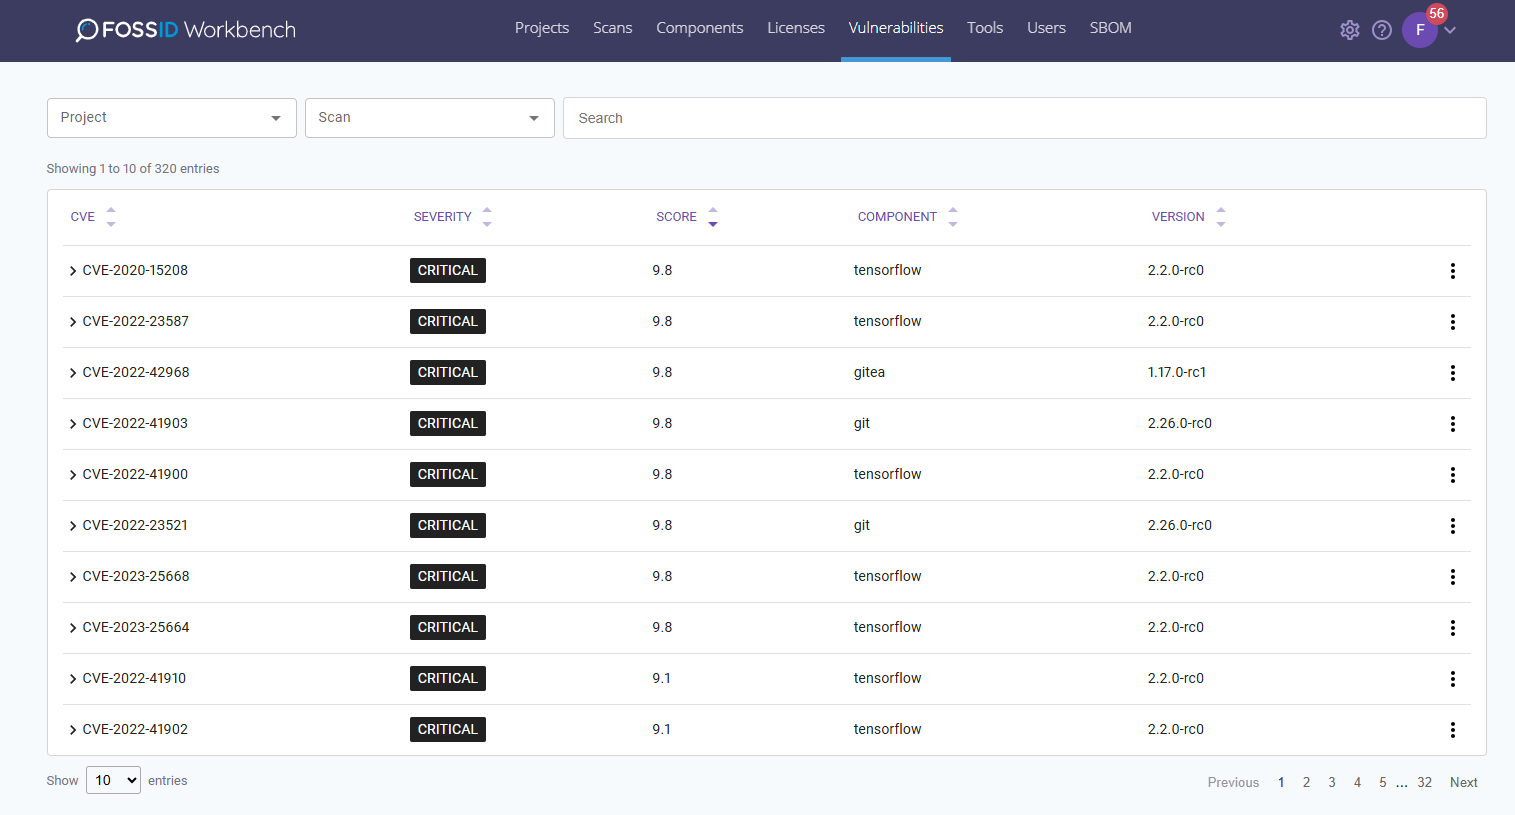 FOSSID Workbench
Projects Scans Components Licenses Vulnerabilities Tools Users SBOM
F 56
Project Scan Search
Showing 1 to 10 of 320 entries
CVE SEVERITY SCORE COMPONENT VERSION
CVE-2020-15208 CRITICAL 9.8 tensorflow 2.2.0-rc0
CVE-2022-23587 CRITICAL 9.8 tensorflow 2.2.0-rc0
CVE-2022-42968 CRITICAL 9.8 gitea 1.17.0-rc1
CVE-2022-41903 CRITICAL 9.8 git 2.26.0-rc0
CVE-2022-41900 CRITICAL 9.8 tensorflow 2.2.0-rc0
CVE-2022-23521 CRITICAL 9.8 git 2.26.0-rc0
CVE-2023-25668 CRITICAL 9.8 tensorflow 2.2.0-rc0
CVE-2023-25664 CRITICAL 9.8 tensorflow 2.2.0-rc0
CVE-2022-41910 CRITICAL 9.1 tensorflow 2.2.0-rc0
CVE-2022-41902 CRITICAL 9.1 tensorflow 2.2.0-rc0
Show 10 entries
Previous 1 2 3 4 5 ... 32 Next